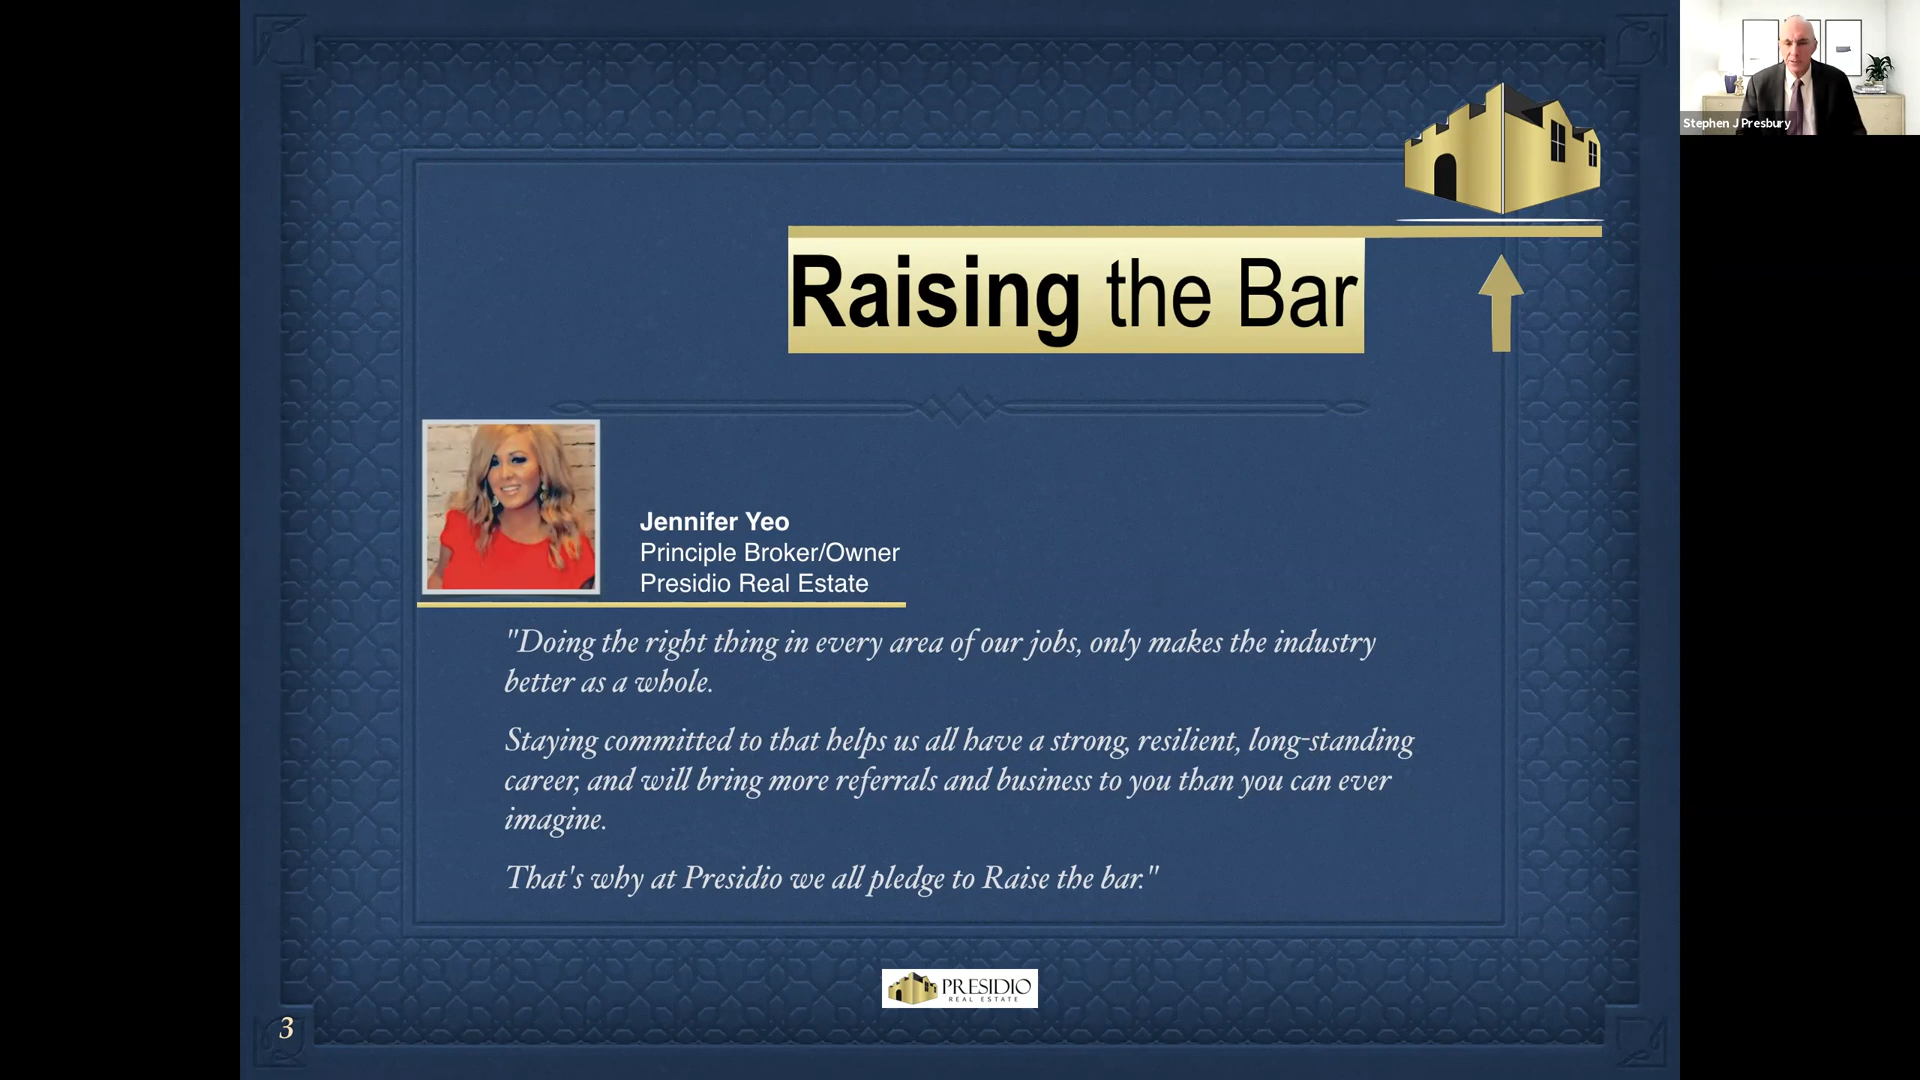 Stephen J Presbury
Raising the Bar
Jennifer Yeo
Principle Broker/Owner
Presidio Real Estate
"Doing the right thing in every area of our jobs, only makes the industry
better as a whole.
Staying committed to that helps us all have a strong, resilient, long-standing
career, and will bring more referrals and business to you than you can ever
imagine.
That's why at Presidio we all pledge to Raise the bar."
PRESIDIO
REAL ESTATE
3